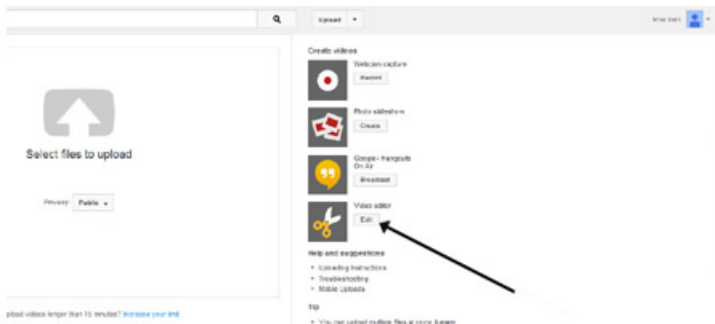 Upload
Select files to upload
Privacy: Public
upload videos longer than 15 minutes? Increase your limit
Create videos
Webcam capture
Record
Photo slideshow
Create
Google+ hangouts
On Air
Broadcast
Video editor
Edit
Help and suggestions
Uploading instructions
Troubleshooting
Mobile Uploads
Tip
You can upload multiple files at once